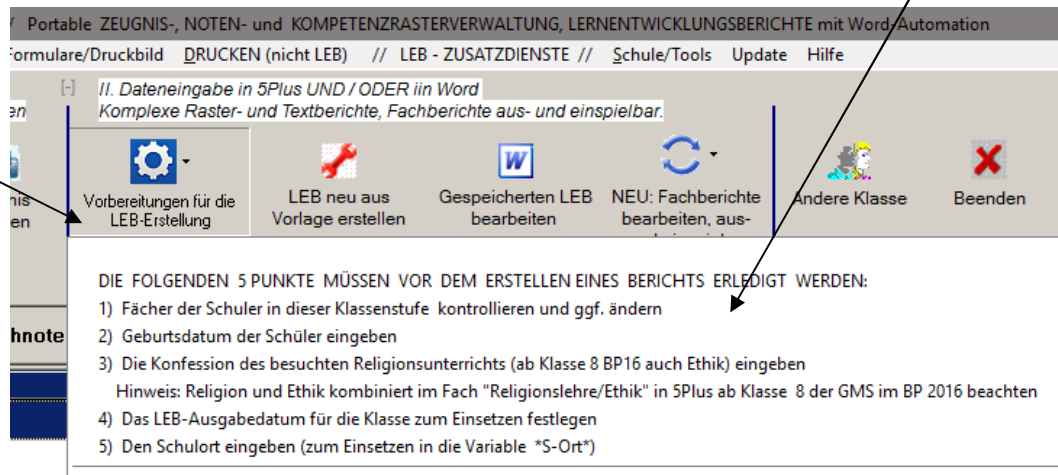 / Portable ZEUGNIS-, NOTEN- und KOMPETENZRASTERVERWALTUNG, LERNENTWICKLUNGSBERICHTE mit Word-Automation
Formulare/Druckbild DRUCKEN (nicht LEB) // LEB - ZUSATZDIENSTE // Schule/Tools Update Hilfe
[-] II. Dateneingabe in 5Plus UND / ODER iin Word
en Komplexe Raster- und Textberichte, Fachberichte aus- und einspielbar.
nis Vorbereitungen für die LEB neu aus Gespeicherten LEB NEU: Fachberichte Andere Klasse Beenden
en LEB-Erstellung Vorlage erstellen bearbeiten bearbeiten, aus-
DIE FOLGENDEN 5 PUNKTE MÜSSEN VOR DEM ERSTELLEN EINES BERICHTS ERLEDIGT WERDEN:
1) Fächer der Schuler in dieser Klassenstufe kontrollieren und ggf. ändern
hnote
2) Geburtsdatum der Schüler eingeben
3) Die Konfession des besuchten Religionsunterrichts (ab Klasse 8 BP16 auch Ethik) eingeben
Hinweis: Religion und Ethik kombiniert im Fach "Religionslehre/Ethik" in 5Plus ab Klasse 8 der GMS im BP 2016 beachten
4) Das LEB-Ausgabedatum für die Klasse zum Einsetzen festlegen
5) Den Schulort eingeben (zum Einsetzen in die Variable *S-Ort*)